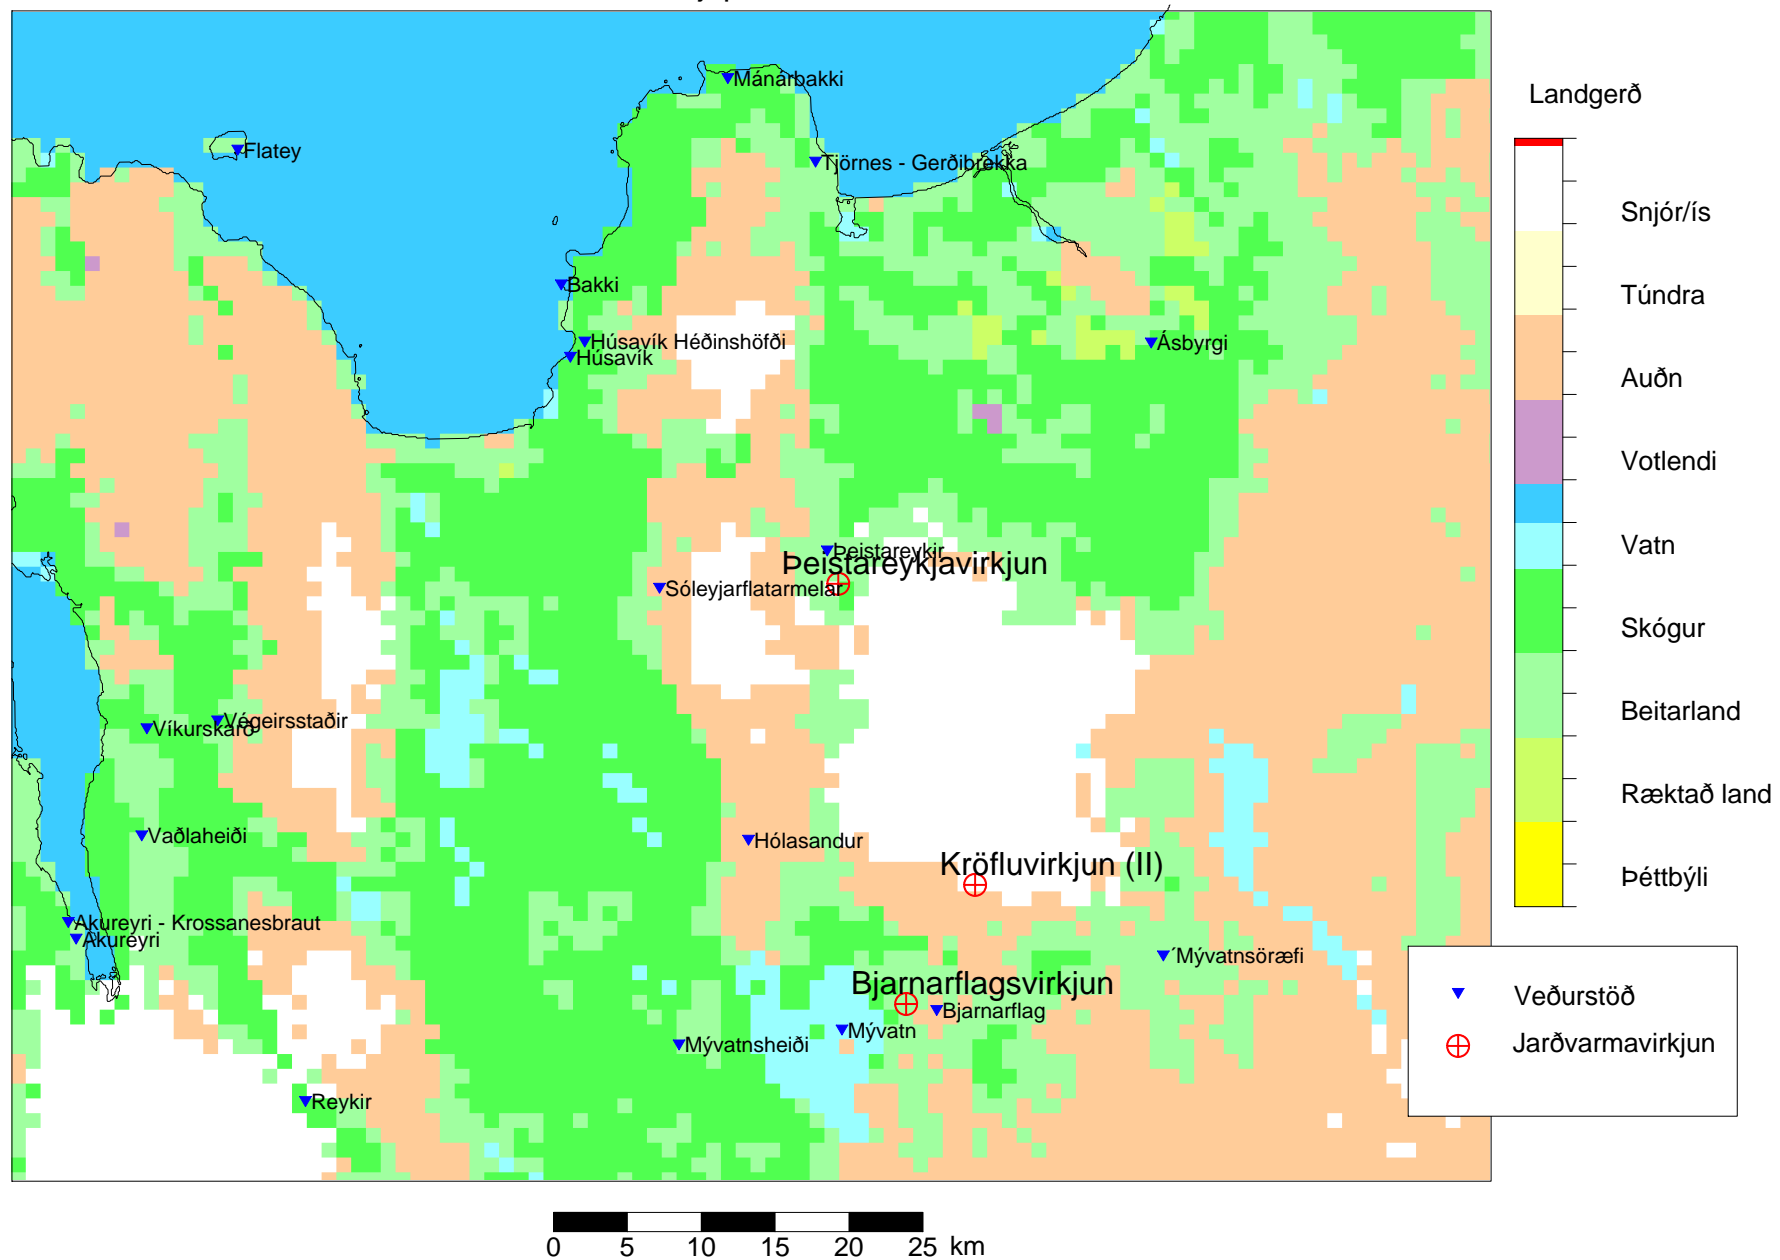 Landgerð
Mánárbakki
Flatey
Tjörnes - Gerðibrekka
Snjór/ís
Bakki
Túndra
Húsavík Héðinshöfði
Ásbyrgi
Húsavík
Auðn
Votlendi
Vatn
Þeistareykir
Þeistareykjavirkjun
Sóleyjarflatarmelar
Skógur
Beitarland
Végeirsstaðir
Víkurskarð
Ræktað land
Vaðlaheiði
Hólasandur
Kröfluvirkjun (II)
Þéttbýli
Akureyri - Krossanesbraut
Akureyri
Mývatnsöræfi
Bjarnarflagsvirkjun
Veðurstöð
Bjarnarflag
Mývatn
Mývatnsheiði
Jarðvarmavirkjun
Reykir
0 5 10 15 20 25 km